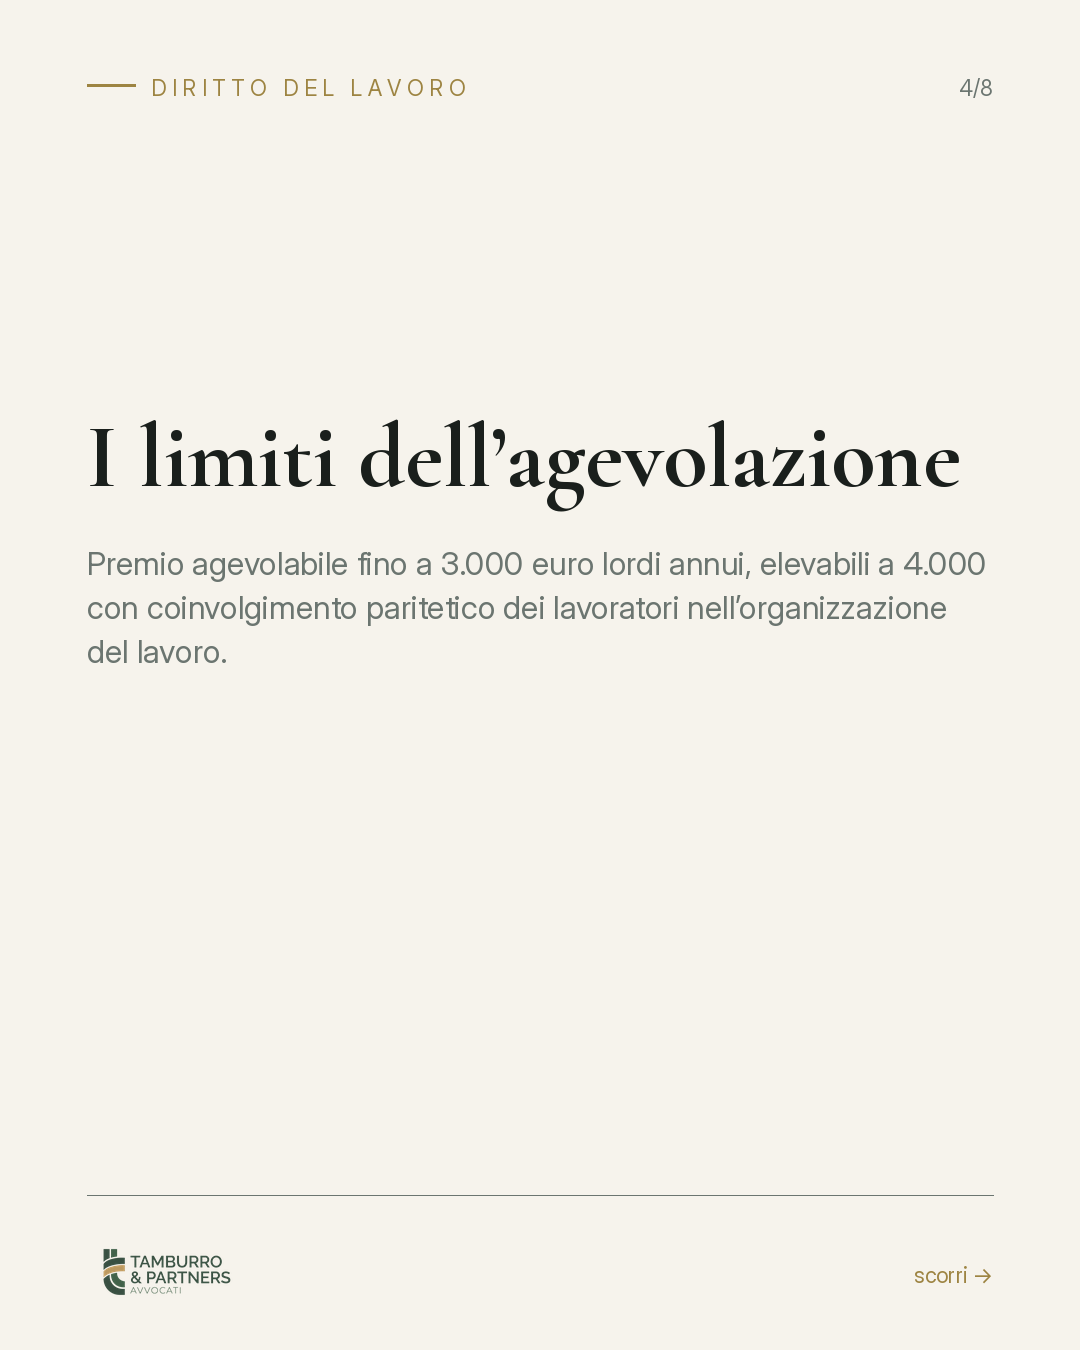 DIRITTO DEL LAVORO
4/8
I limiti dell’agevolazione
Premio agevolabile fino a 3.000 euro lordi annui, elevabili a 4.000
con coinvolgimento paritetico dei lavoratori nell’organizzazione
del lavoro.
TAMBURRO
& PARTNERS
AVVOCATI
scorri →